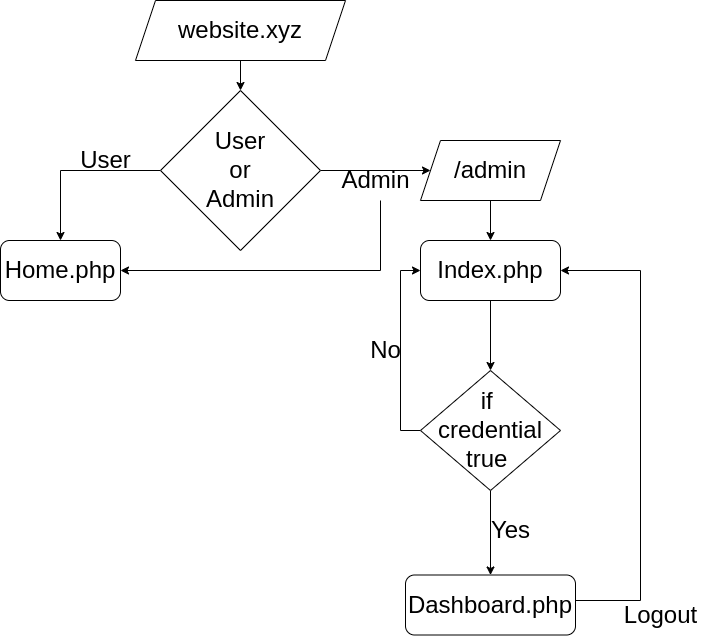 website.xyz
User
or
Admin
User
Admin
/admin
Home.php
Index.php
No
if
credential
true
Yes
Dashboard.php
Logout